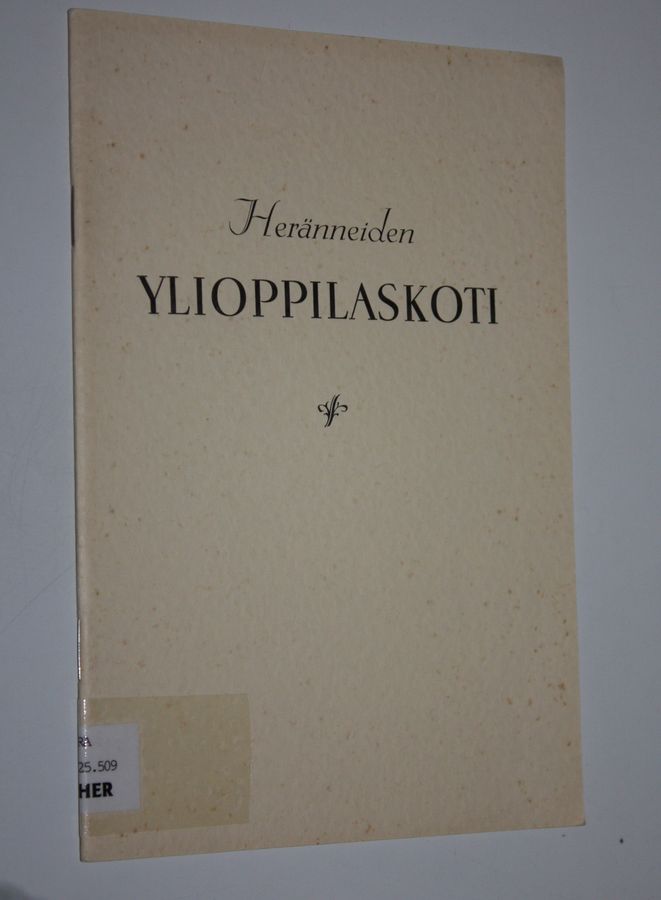 Heränneiden
YLIOPPILASKOTI
RA
25.509
HER